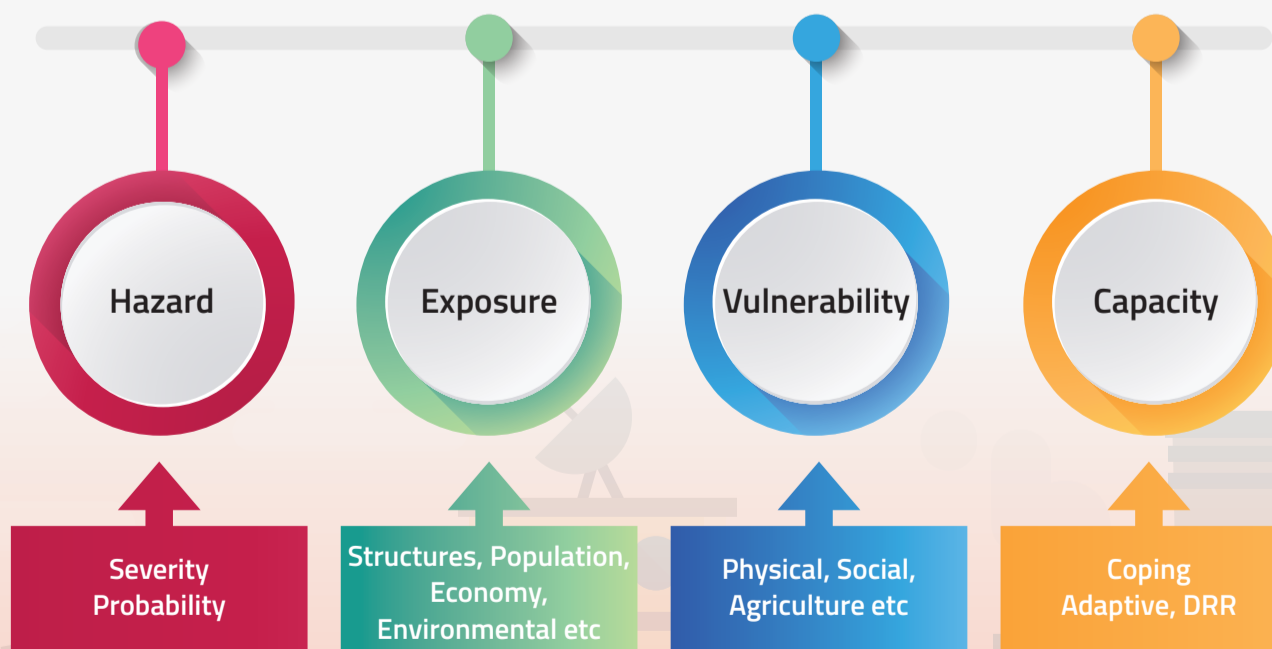 Hazard
Exposure
Vulnerability
Capacity
Severity
Probability
Structures, Population,
Economy,
Environmental etc
Physical, Social,
Agriculture etc
Coping
Adaptive, DRR